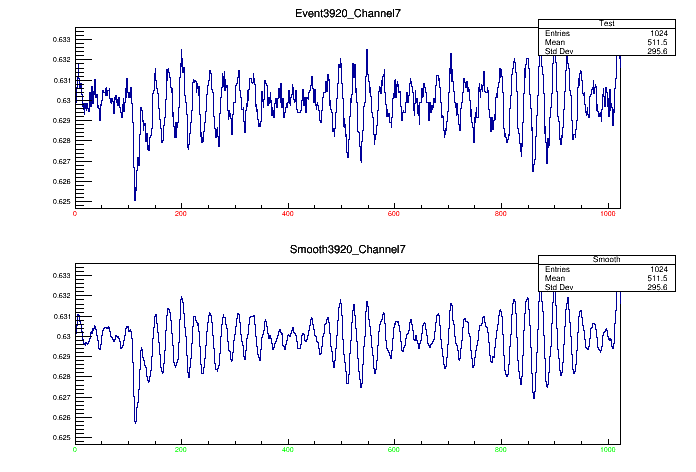 Event3920_Channel7
Test
Entries 1024
Mean 511.5
Std Dev 295.6
0.633
0.632
0.631
0.63
0.629
0.628
0.627
0.626
0.625
0 200 400 600 800 1000
Smooth3920_Channel7
Smooth
Entries 1024
Mean 511.5
Std Dev 295.6
0.633
0.632
0.631
0.63
0.629
0.628
0.627
0.626
0.625
0 200 400 600 800 1000